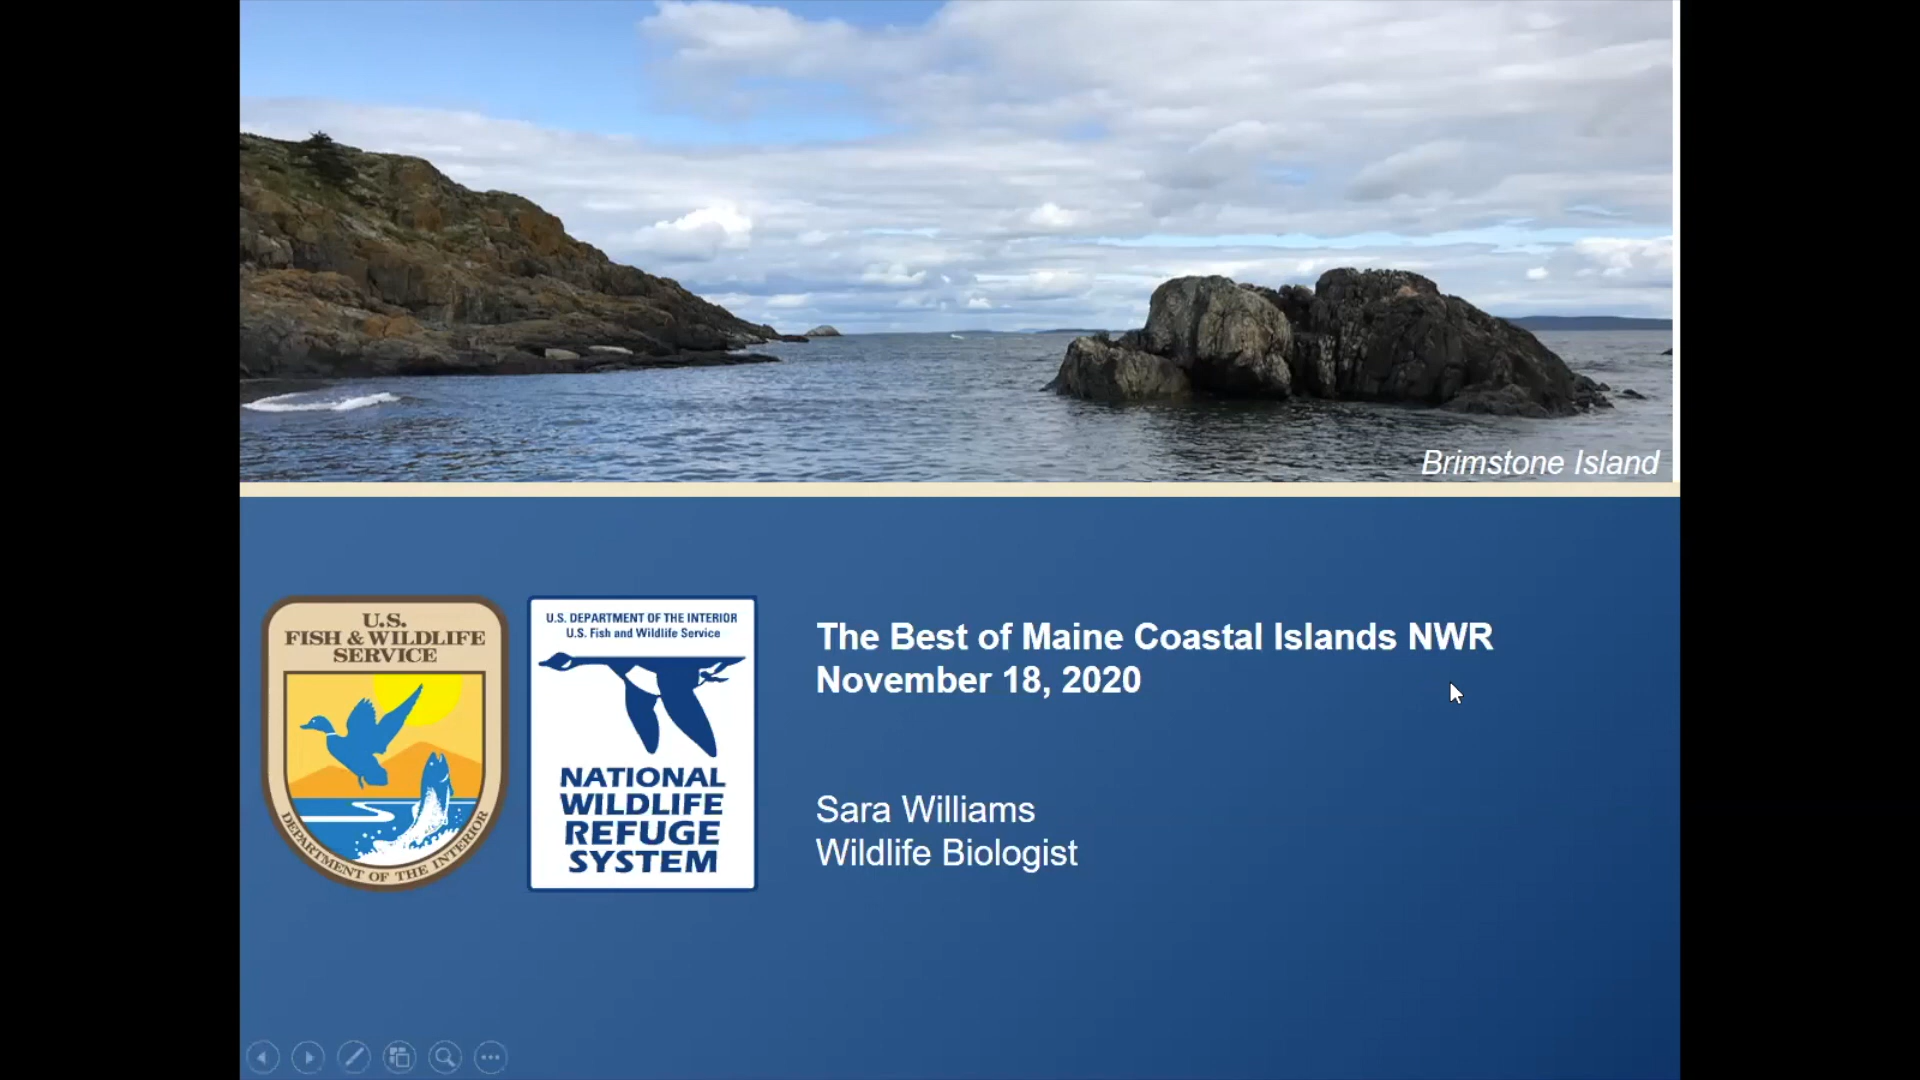 Brimstone Island
U.S.
FISH & WILDLIFE
SERVICE
DEPARTMENT OF THE INTERIOR
U.S. DEPARTMENT OF THE INTERIOR
U.S. Fish and Wildlife Service
NATIONAL
WILDLIFE
REFUGE
SYSTEM
The Best of Maine Coastal Islands NWR
November 18, 2020
Sara Williams
Wildlife Biologist